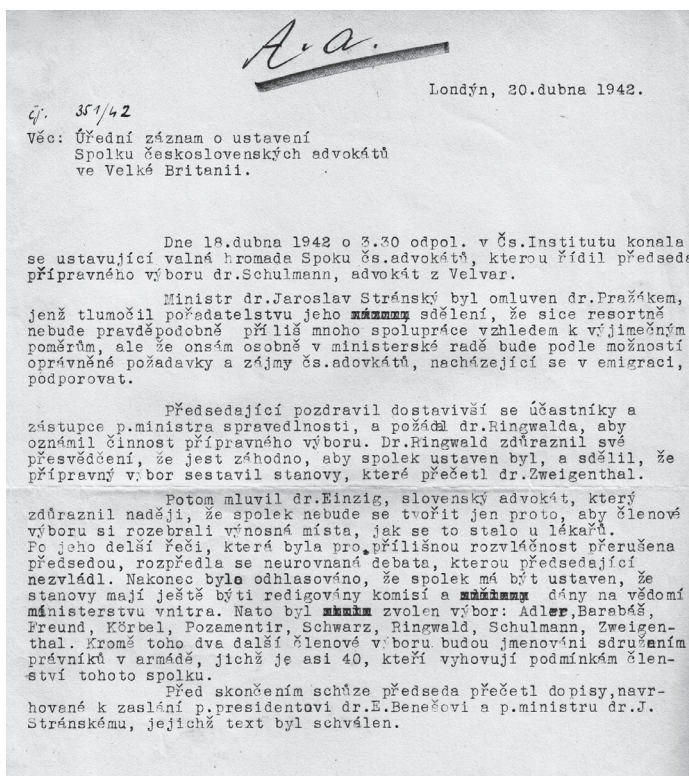 A.a.
Londýn, 20.dubna 1942.
čj. 351/42
Věc: Úřední záznam o ustavení
Spolku československých advokátů
ve Velké Britanii.
Dne 18.dubna 1942 o 3.30 odpol. v Čs.Institutu konala
se ustavující valná hromada Spoku čs.advokátů, kterou řídil předseda
přípravného výboru dr.Schulmann, advokát z Velvar.
Ministr dr.Jaroslav Stránský byl omluven dr.Pražákem,
jenž tlumočil pořadatelstvu jeho sdělení, že sice resortně
nebude pravděpodobně příliš mnoho spolupráce vzhledem k výjimečným
poměrům, ale že onsám osobně v ministerské radě bude podle možností
oprávněné požadavky a zájmy čs.adovkátů, nacházející se v emigraci,
podporovat.
Předsedající pozdravil dostavivší se účastníky a
zástupce p.ministra spravedlnosti, a požádal dr.Ringwalda, aby
oznámil činnost přípravného výboru. Dr.Ringwald zdůraznil své
přesvědčení, že jest záhodno, aby spolek ustaven byl, a sdělil, že
přípravný výbor sestavil stanovy, které přečetl dr.Zweigenthal.
Potom mluvil dr.Einzig, slovenský advokát, který
zdůraznil naději, že spolek nebude se tvořit jen proto, aby členové
výboru si rozebrali výnosná místa, jak se to stalo u lékařů.
Po jeho delší řeči, která byla pro přílišnou rozvláčnost přerušena
předsedou, rozpředla se neurovnaná debata, kterou předsedající
nezvládl. Nakonec bylo odhlasováno, že spolek má být ustaven, že
stanovy mají ještě býti redigovány komisí a dány na vědomí
ministerstvu vnitra. Nato byl zvolen výbor: Adler,Barabáš,
Freund, Körbel, Pozamentir, Schwarz, Ringwald, Schulmann, Zweigen-
thal. Kromě toho dva další členové výboru budou jmenováni sdružením
právníků v armádě, jichž je asi 40, kteří vyhovují podmínkám člen-
ství tohoto spolku.
Před skončením schůze předseda přečetl dopisy,navr-
hované k zaslání p.presidentovi dr.E.Benešovi a p.ministru dr.J.
Stránskému, jejichž text byl schválen.